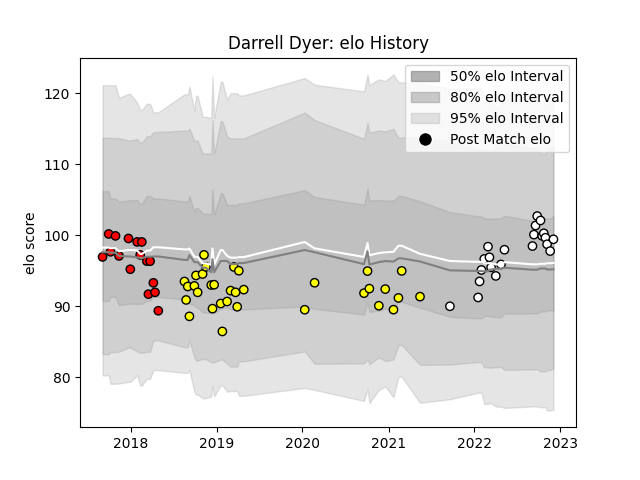 Darrell Dyer: elo History
50% elo Interval
80% elo Interval
95% elo Interval
Post Match elo
elo score
120
110
100
90
80
2018
2019
2020
2021
2022
2023